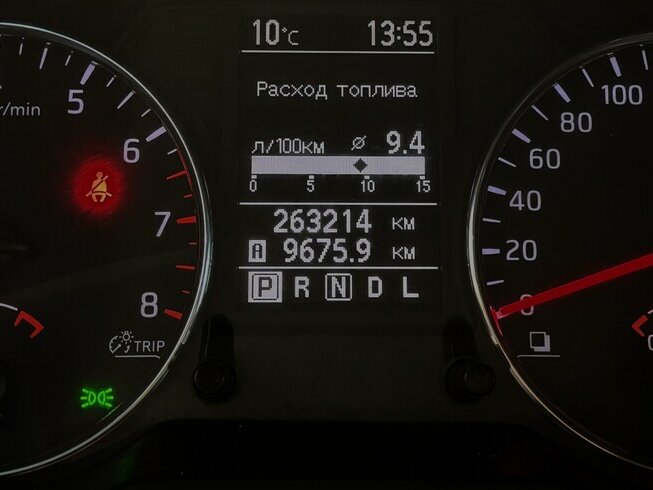 10°C 13:55
Расход топлива
л/100км ⌀ 9.4
0 5 10 15
263214 км
A 9675.9 км
P R N D L
r/min
5
6
7
8
TRIP
100
80
60
40
20
0